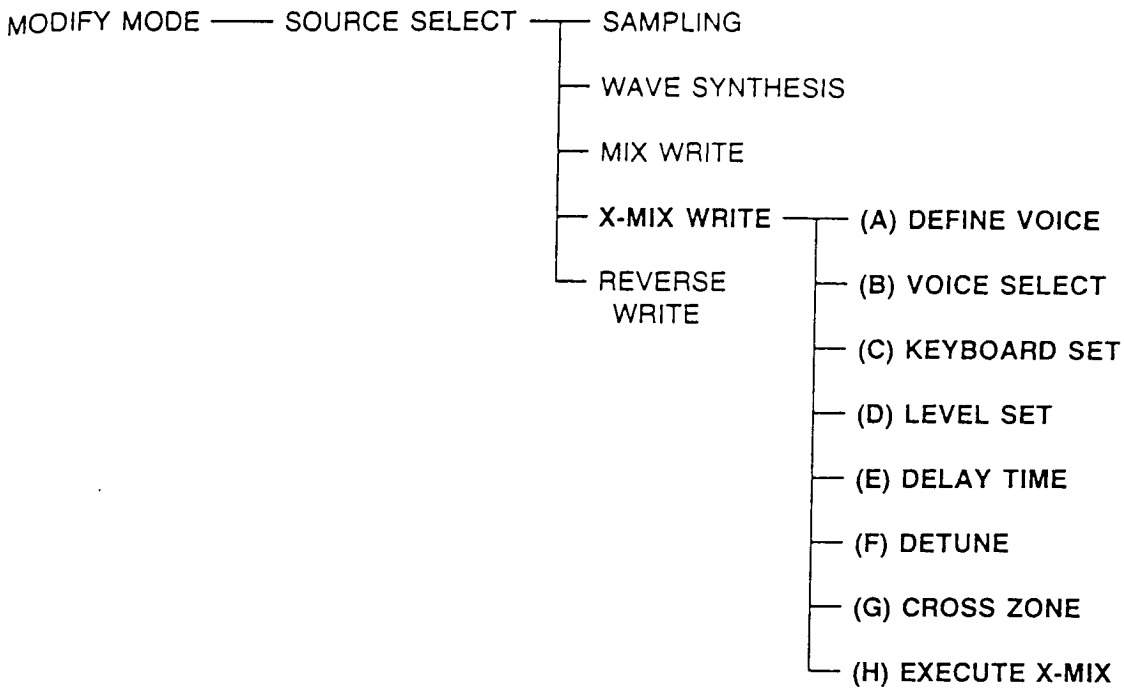 MODIFY MODE SOURCE SELECT SAMPLING
WAVE SYNTHESIS
MIX WRITE
X-MIX WRITE (A) DEFINE VOICE
REVERSE (B) VOICE SELECT
WRITE
(C) KEYBOARD SET
(D) LEVEL SET
(E) DELAY TIME
(F) DETUNE
(G) CROSS ZONE
(H) EXECUTE X-MIX